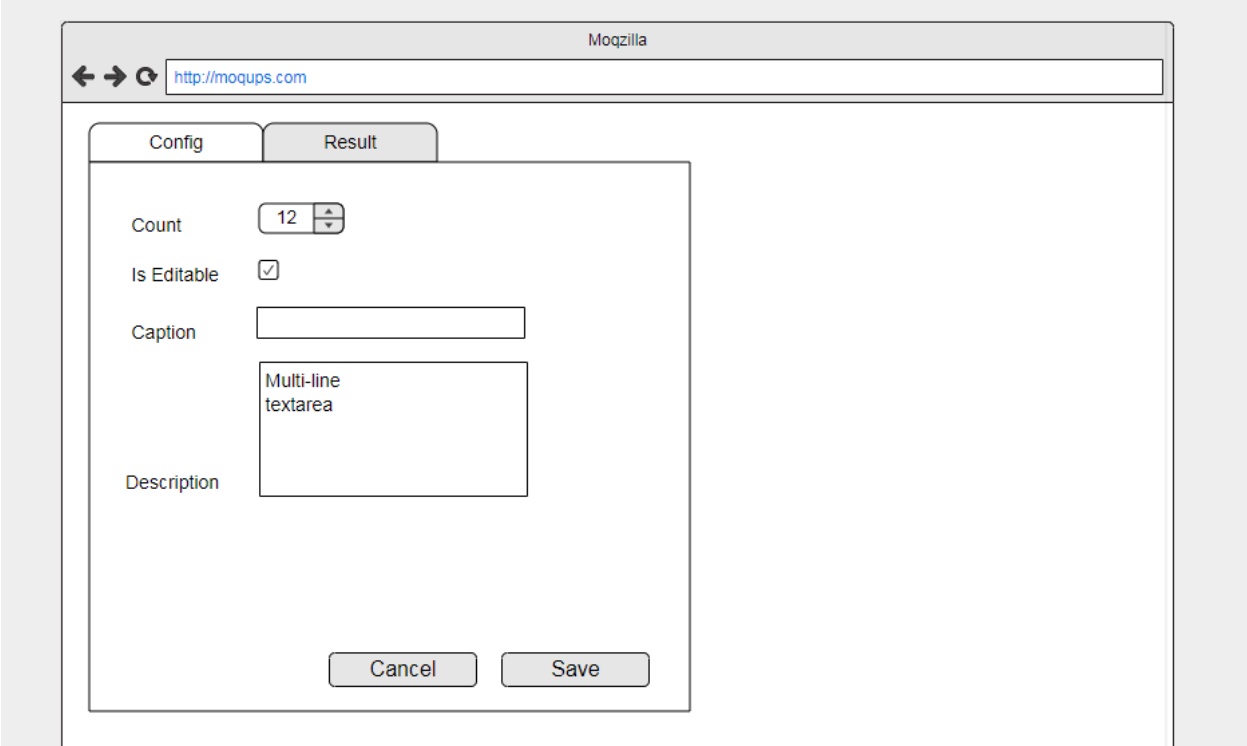 Moqzilla
http://moqups.com
Config
Result
Count
12
Is Editable
Caption
Multi-line
textarea
Description
Cancel
Save